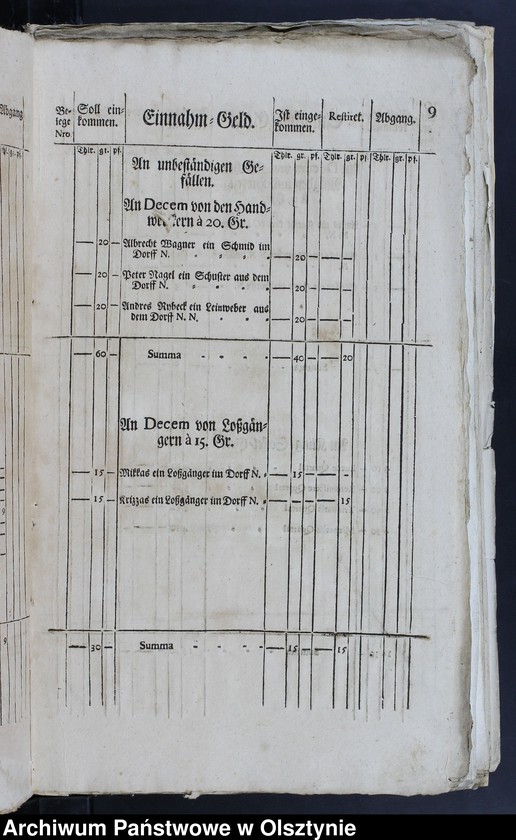 Abgang
9
Be-
lege
Nro.
Soll ein-
kommen.
Einnahm-Geld.
Ist einge-
kommen.
Restiret.
Abgang.
Thlr. gr. pf.
Thlr. gr. pf. Thlr. gr. pf. Thlr. gr. pf.
An unbeständigen Ge-
fällen.
An Decem von den Hand-
werckern à 20. Gr.
— 20 — Albrecht Wagner ein Schmid im
Dorff N. - - - - — 20 — — —
— 20 — Peter Nagel ein Schuster aus dem
Dorff N. - - - - — 20 — — —
— 20 — Andres Rybeck ein Leinweber aus
dem Dorff N. N. - - - — 20 — — —
— 60 — Summa - - - - — 40 — — 20
An Decem von Loßgän-
gern à 15. Gr.
— 15 — Mikkas ein Loßgänger im Dorff N. — 15 — — —
— 15 — Krizzas ein Loßgänger im Dorff N. - — — — — 15
— 30 — Summa - - - - — 15 — — 15
Archiwum Państwowe w Olsztynie